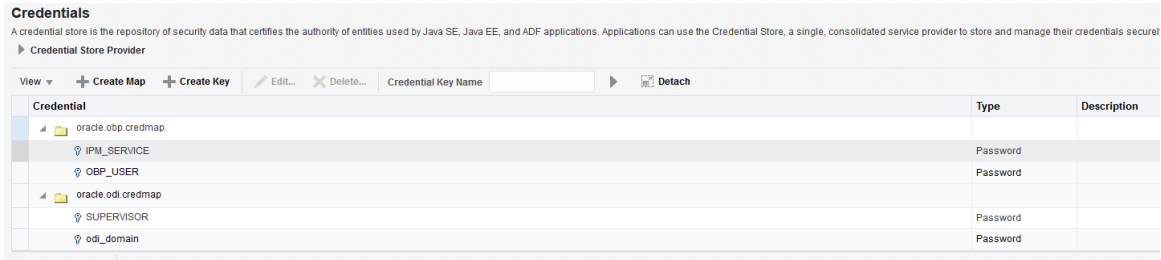 Credentials
A credential store is the repository of security data that certifies the authority of entities used by Java SE, Java EE, and ADF applications. Applications can use the Credential Store, a single, consolidated service provider to store and manage their credentials securely
Credential Store Provider
View Create Map Create Key Edit... Delete... Credential Key Name Detach
Credential Type Description
oracle.obp.credmap
IPM_SERVICE Password
OBP_USER Password
oracle.odi.credmap
SUPERVISOR Password
odi_domain Password